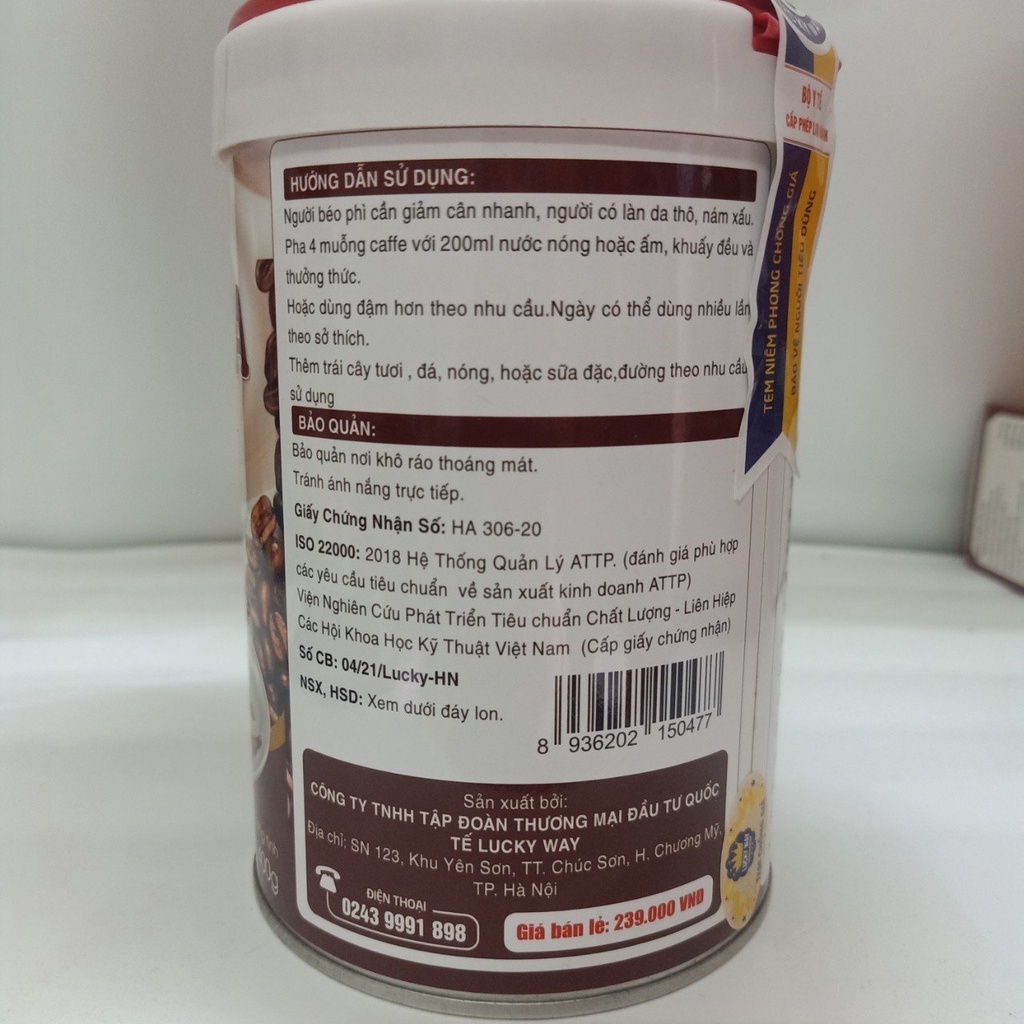 HƯỚNG DẪN SỬ DỤNG:
Người béo phì cần giảm cân nhanh, người có làn da thô, nám xấu.
Pha 4 muỗng caffe với 200ml nước nóng hoặc ấm, khuấy đều và
thưởng thức.
Hoặc dùng đậm hơn theo nhu cầu.Ngày có thể dùng nhiều lần
theo sở thích.
Thêm trái cây tươi , đá, nóng, hoặc sữa đặc,đường theo nhu cầu
sử dụng
BẢO QUẢN:
Bảo quản nơi khô ráo thoáng mát.
Tránh ánh nắng trực tiếp.
Giấy Chứng Nhận Số: HA 306-20
ISO 22000: 2018 Hệ Thống Quản Lý ATTP. (đánh giá phù hợp
các yêu cầu tiêu chuẩn về sản xuất kinh doanh ATTP)
Viện Nghiên Cứu Phát Triển Tiêu chuẩn Chất Lượng - Liên Hiệp
Các Hội Khoa Học Kỹ Thuật Việt Nam (Cấp giấy chứng nhận)
Số CB: 04/21/Lucky-HN
NSX, HSD: Xem dưới đáy lon.
8 936202 150477
Sản xuất bởi:
CÔNG TY TNHH TẬP ĐOÀN THƯƠNG MẠI ĐẦU TƯ QUỐC
TẾ LUCKY WAY
Địa chỉ: SN 123, Khu Yên Sơn, TT. Chúc Sơn, H. Chương Mỹ,
TP. Hà Nội
ĐIỆN THOẠI
0243 9991 898
Giá bán lẻ: 239.000 VNĐ
BỘ Y TẾ
CẤP PHÉP
TEM NIÊM PHONG CHỐNG GIẢ
BẢO VỆ NGƯỜI TIÊU DÙNG